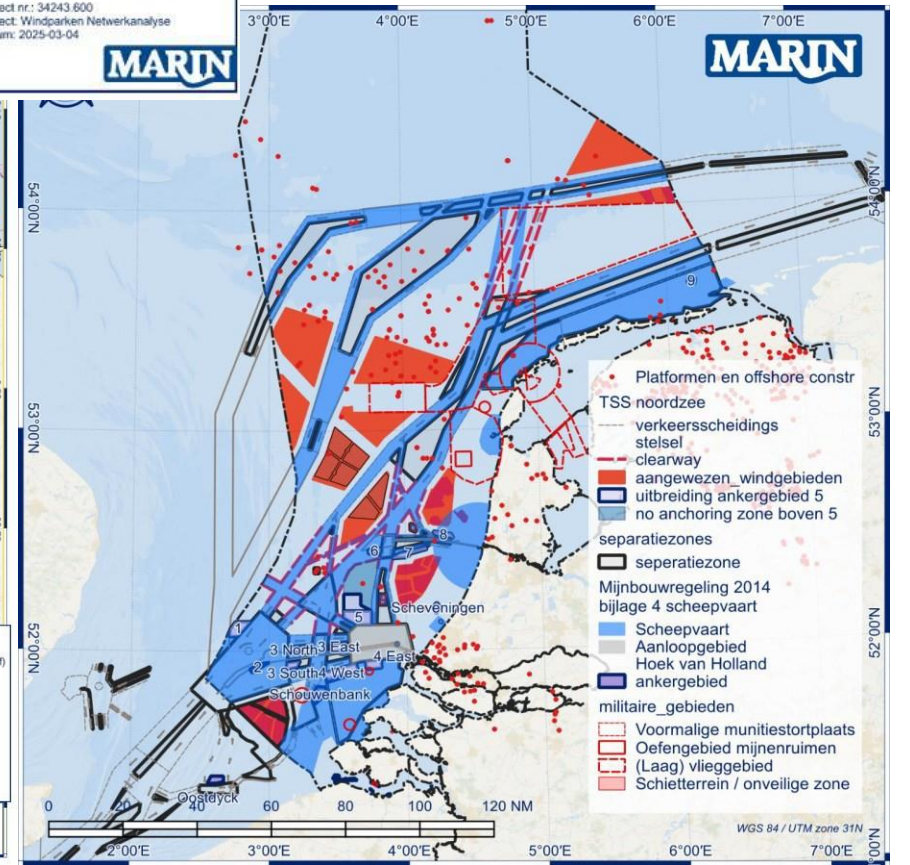 ect nr.: 34243.600
ect: Windparken Netwerkanalyse
um: 2025-03-04
MARIN
3°00'E
4°00'E
5°00'E
6°00'E
7°00'E
MARIN
54°00'N
54°00'N
9
Platformen en offshore constr
TSS noordzee
verkeersscheidings
stelsel
clearway
aangewezen_windgebieden
uitbreiding ankergebied 5
no anchoring zone boven 5
separatiezones
seperatiezone
Mijnbouwregeling 2014
bijlage 4 scheepvaart
Scheepvaart
Aanloopgebied
Hoek van Holland
ankergebied
militaire_gebieden
Voormalige munitiestortplaats
Oefengebied mijnenruimen
(Laag) vlieggebied
Schietterrein / onveilige zone
53°00'N
53°00'N
8
6
7
5
Scheveningen
52°00'N
52°00'N
1
3 North
3 East
4 East
2
3 South
4 West
Schouwenbank
Oostdyck
0
20
40
60
80
100
120 NM
WGS 84 / UTM zone 31N
2°00'E
3°00'E
4°00'E
5°00'E
6°00'E
7°00'E
00'N